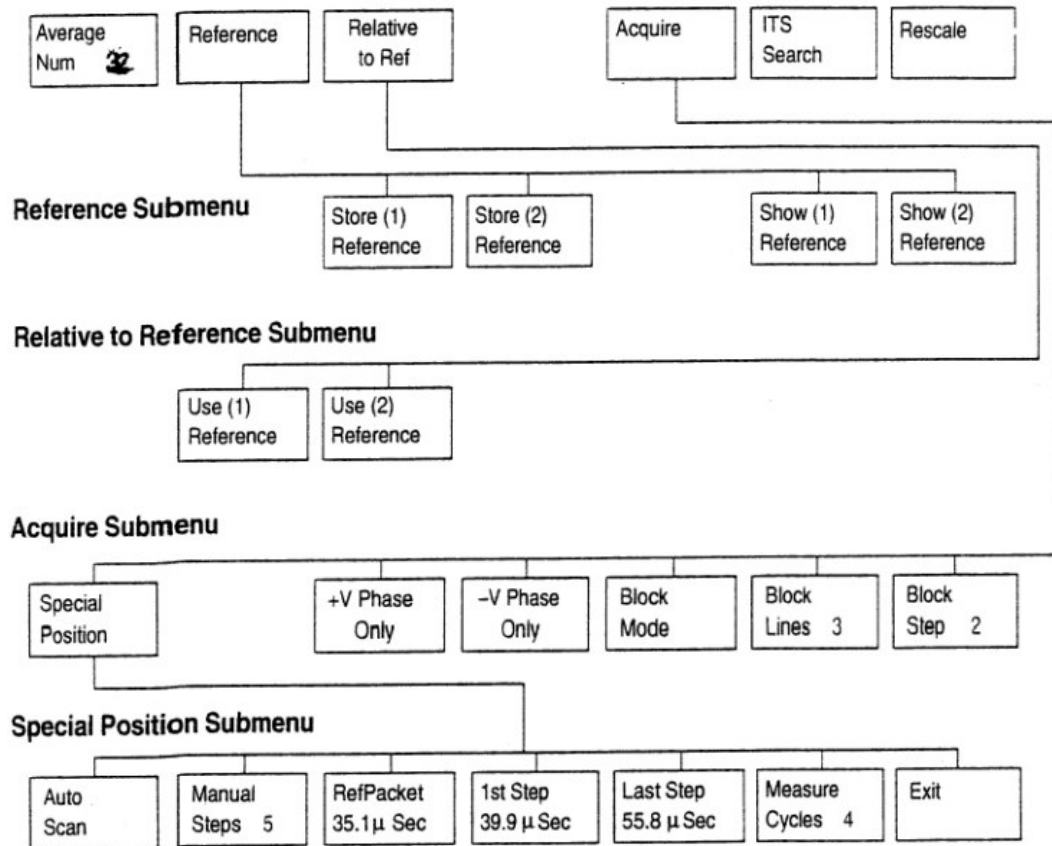 Average
Num 32
Reference
Relative
to Ref
Acquire
ITS
Search
Rescale
Reference Submenu
Store (1)
Reference
Store (2)
Reference
Show (1)
Reference
Show (2)
Reference
Relative to Reference Submenu
Use (1)
Reference
Use (2)
Reference
Acquire Submenu
Special
Position
+V Phase
Only
–V Phase
Only
Block
Mode
Block
Lines 3
Block
Step 2
Special Position Submenu
Auto
Scan
Manual
Steps 5
RefPacket
35.1 µ Sec
1st Step
39.9 µ Sec
Last Step
55.8 µ Sec
Measure
Cycles 4
Exit